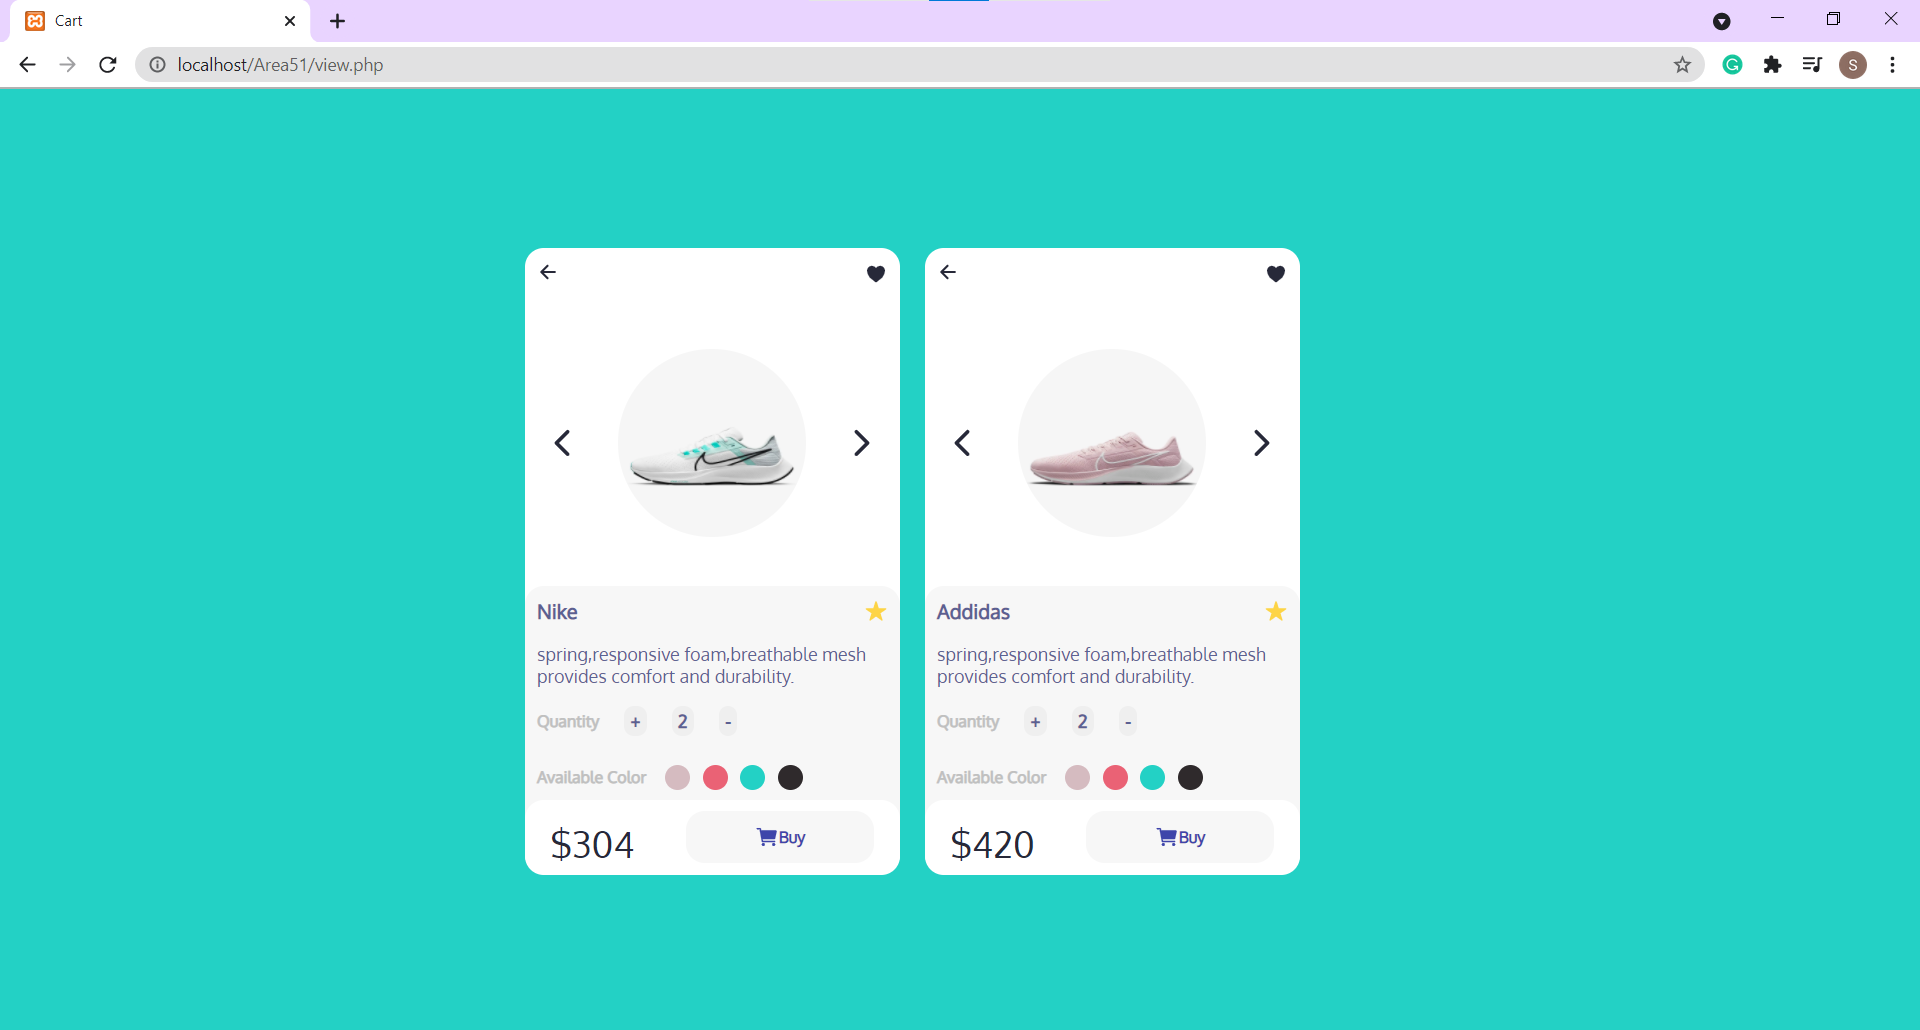 Cart
localhost/Area51/view.php
S
Nike
spring,responsive foam,breathable mesh
provides comfort and durability.
Quantity + 2 -
Available Color
$304 Buy
Addidas
spring,responsive foam,breathable mesh
provides comfort and durability.
Quantity + 2 -
Available Color
$420 Buy